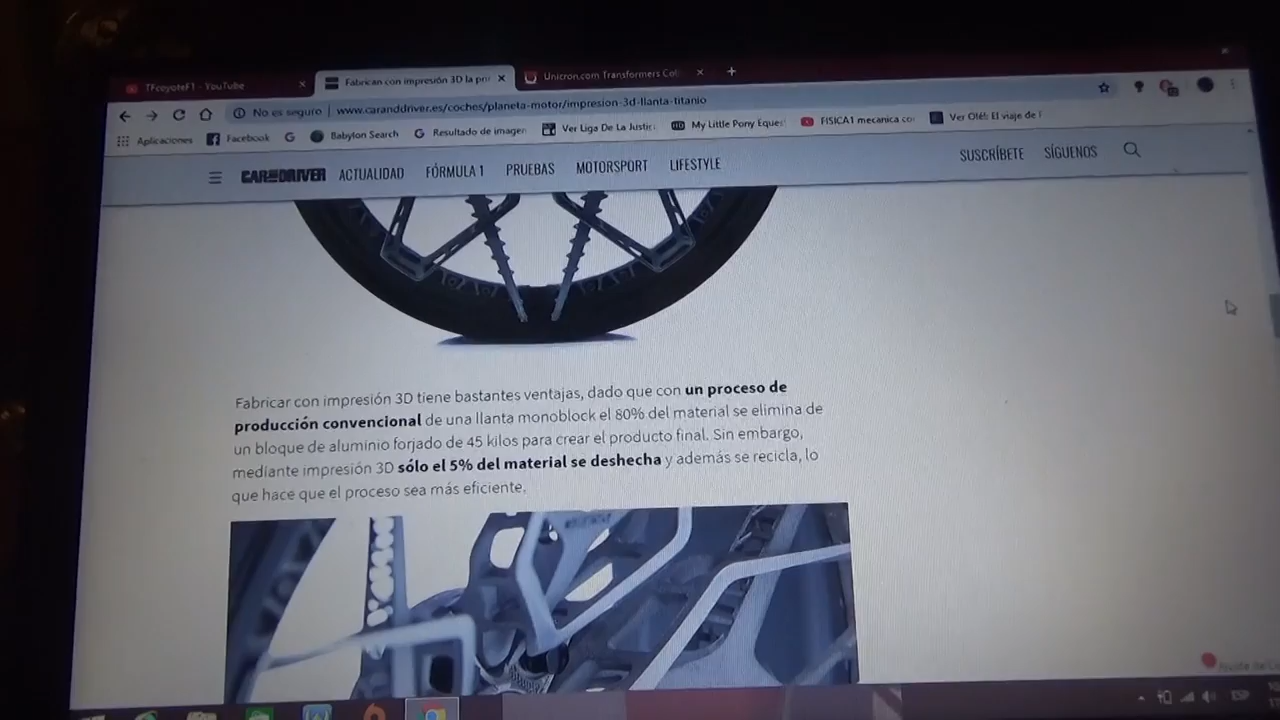 TFcoyoteF1 - YouTube
Fabrican con impresión 3D la pri
Unicron.com Transformers Col
No es seguro | www.caranddriver.es/coches/planeta-motor/impresion-3d-llanta-titanio
Aplicaciones Facebook G Babylon Search Resultado de imagen Ver Liga De La Justic My Little Pony Eques FISICA1 mecanica co Ver Olé!: El viaje de F
CAR AND DRIVER ACTUALIDAD FÓRMULA 1 PRUEBAS MOTORSPORT LIFESTYLE SUSCRÍBETE SÍGUENOS
Fabricar con impresión 3D tiene bastantes ventajas, dado que con un proceso de
producción convencional de una llanta monoblock el 80% del material se elimina de
un bloque de aluminio forjado de 45 kilos para crear el producto final. Sin embargo,
mediante impresión 3D sólo el 5% del material se deshecha y además se recicla, lo
que hace que el proceso sea más eficiente.
ESP